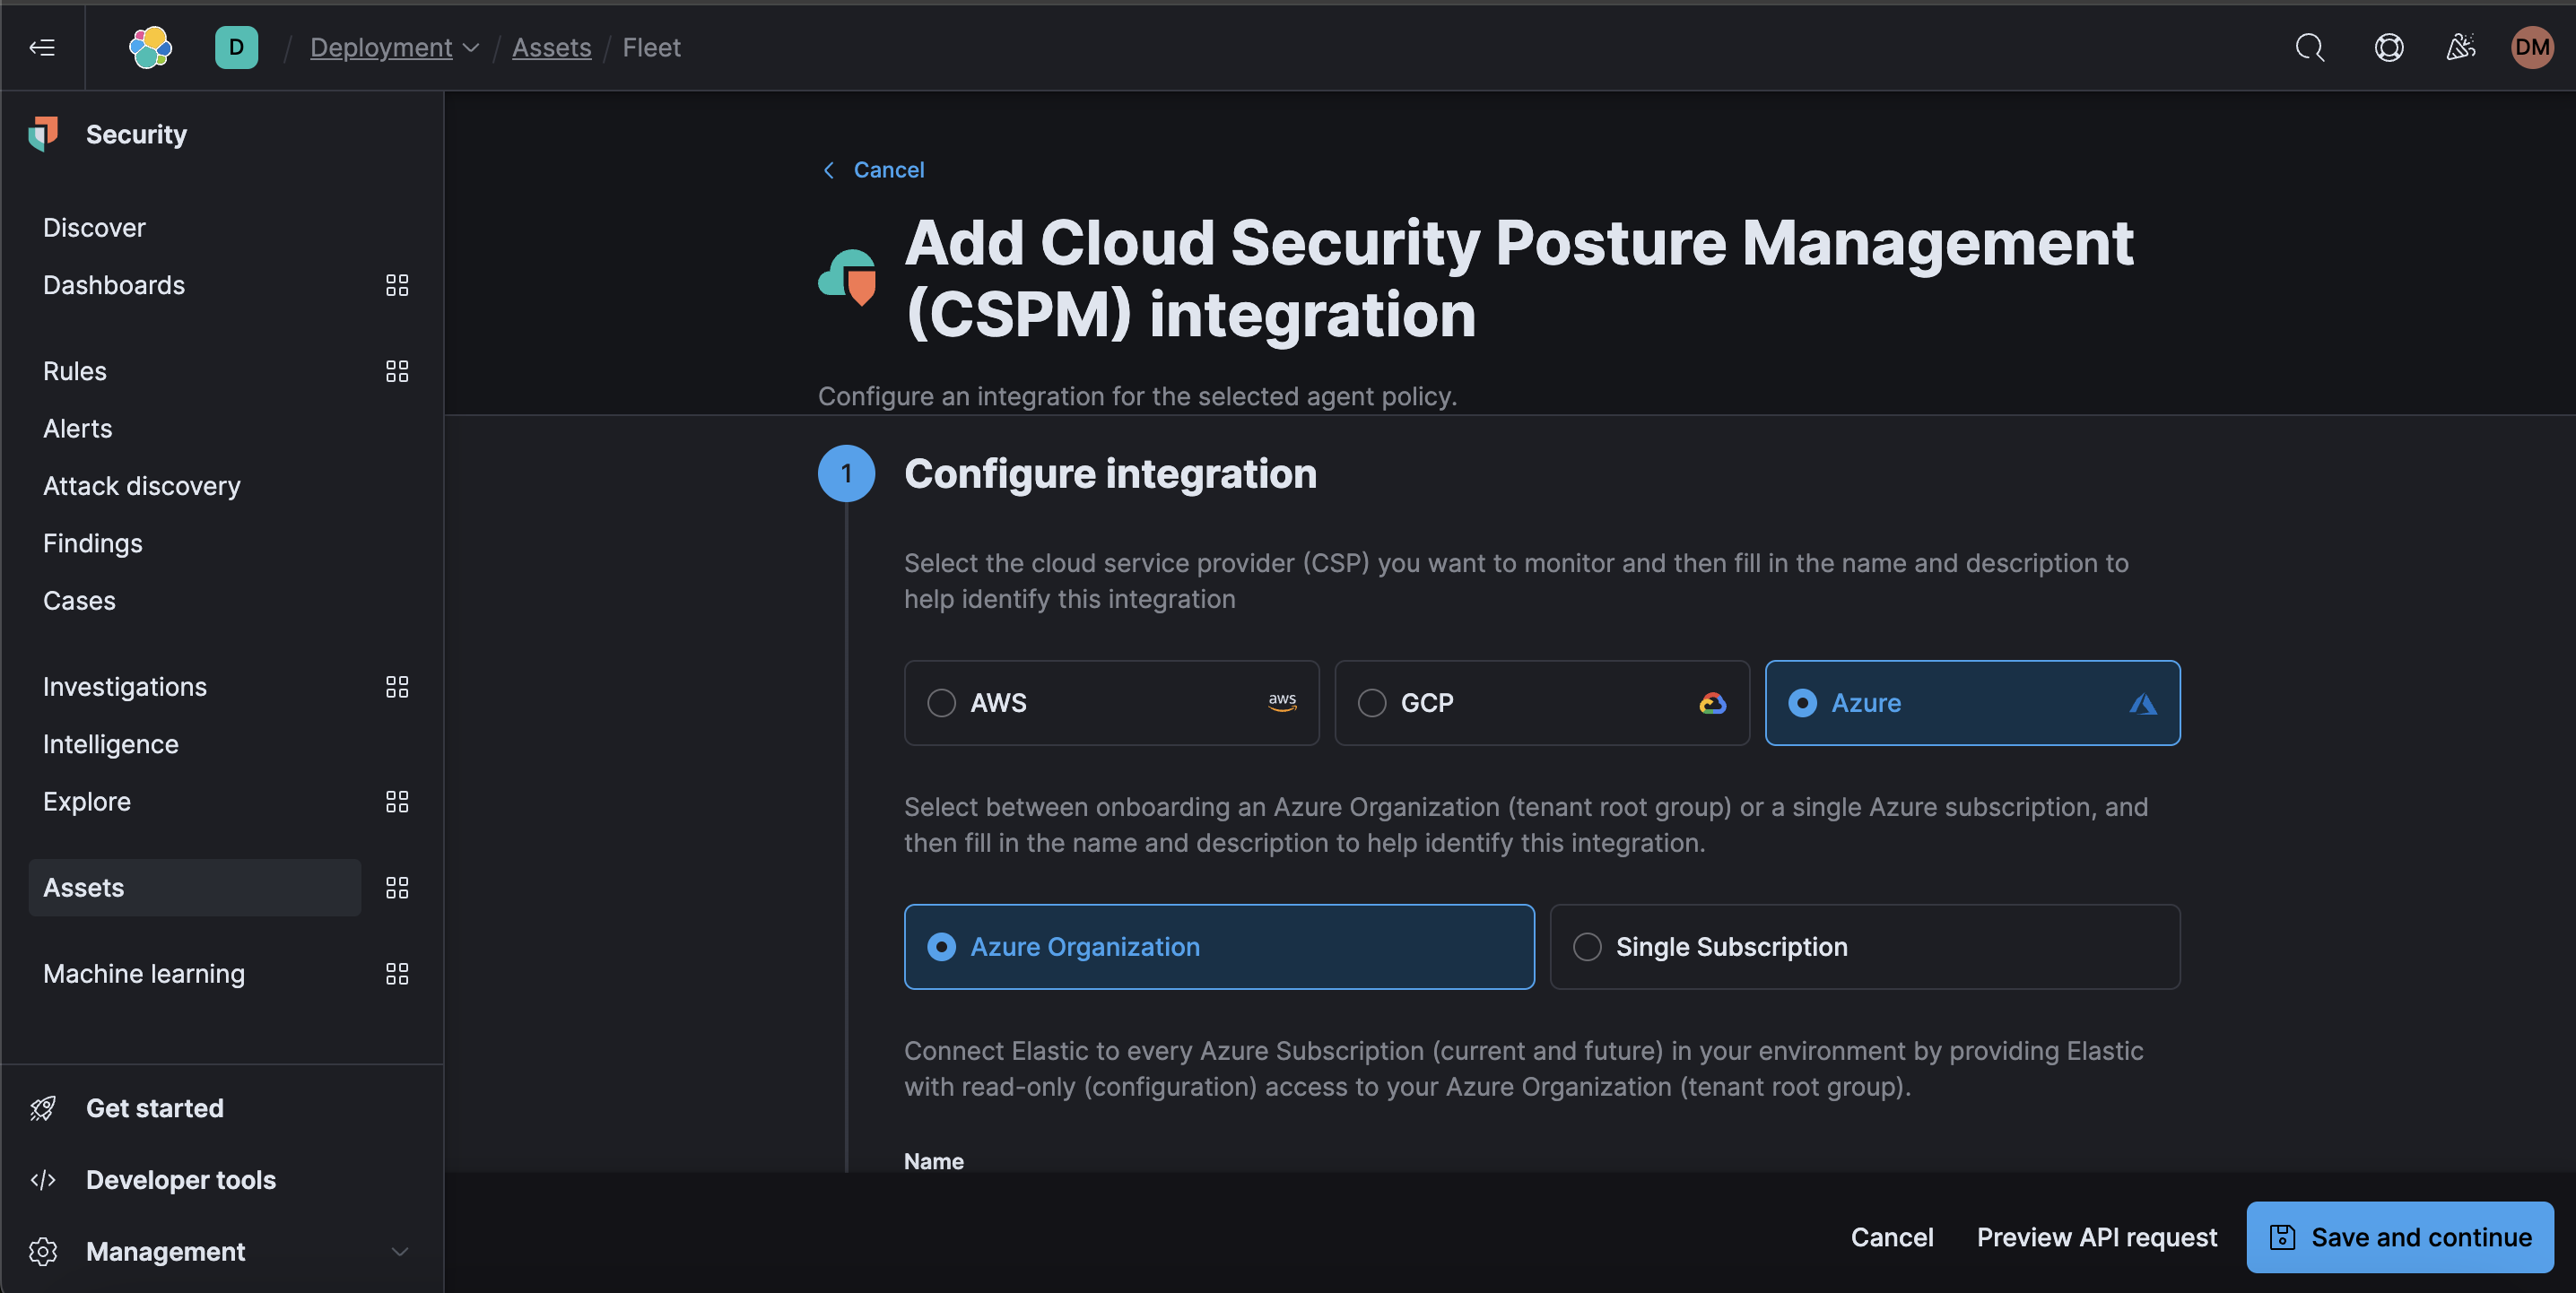 D / Deployment / Assets / Fleet
DM
Security
Discover
Dashboards
Rules
Alerts
Attack discovery
Findings
Cases
Investigations
Intelligence
Explore
Assets
Machine learning
Get started
Developer tools
Management
Cancel
Add Cloud Security Posture Management
(CSPM) integration
Configure an integration for the selected agent policy.
1 Configure integration
Select the cloud service provider (CSP) you want to monitor and then fill in the name and description to
help identify this integration
AWS aws GCP Azure
Select between onboarding an Azure Organization (tenant root group) or a single Azure subscription, and
then fill in the name and description to help identify this integration.
Azure Organization Single Subscription
Connect Elastic to every Azure Subscription (current and future) in your environment by providing Elastic
with read-only (configuration) access to your Azure Organization (tenant root group).
Name
Cancel Preview API request Save and continue